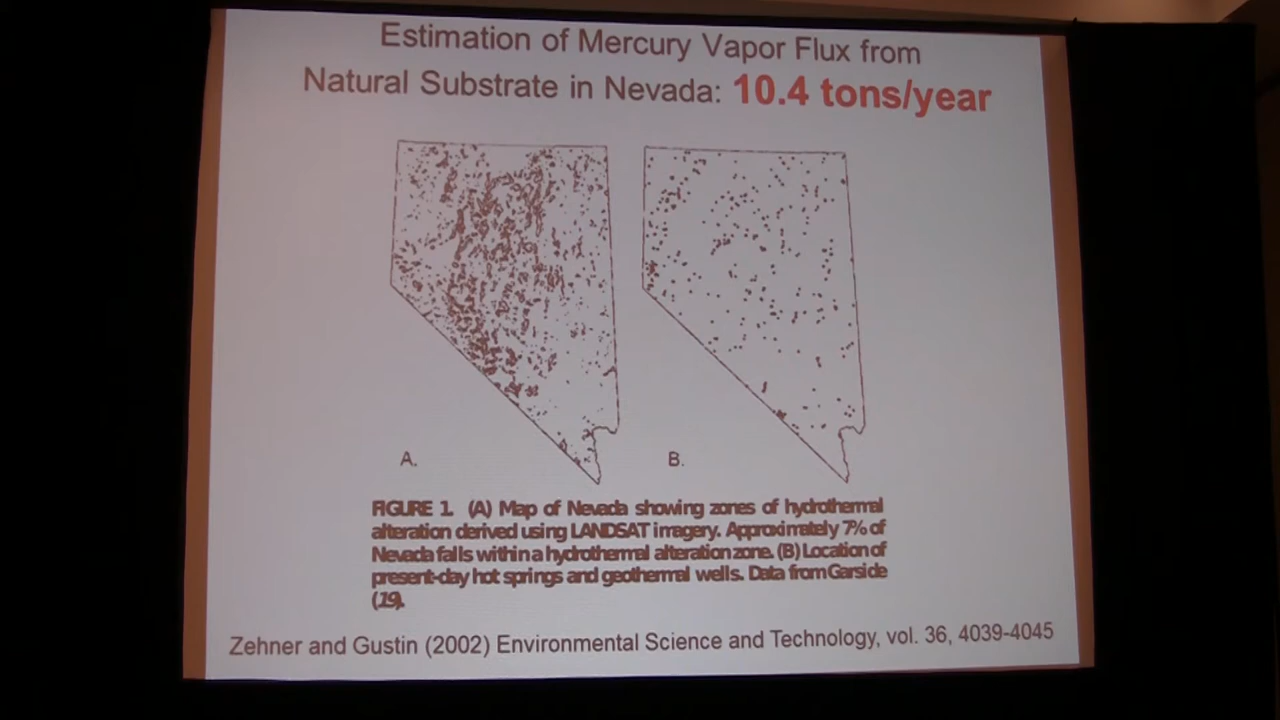 Estimation of Mercury Vapor Flux from
Natural Substrate in Nevada: 10.4 tons/year
A.
B.
FIGURE 1. (A) Map of Nevada showing zones of hydrothermal
alteration derived using LANDSAT imagery. Approximately 7% of
Nevada falls within a hydrothermal alteration zone. (B) Location of
present-day hot springs and geothermal wells. Data from Garside
(19).
Zehner and Gustin (2002) Environmental Science and Technology, vol. 36, 4039-4045